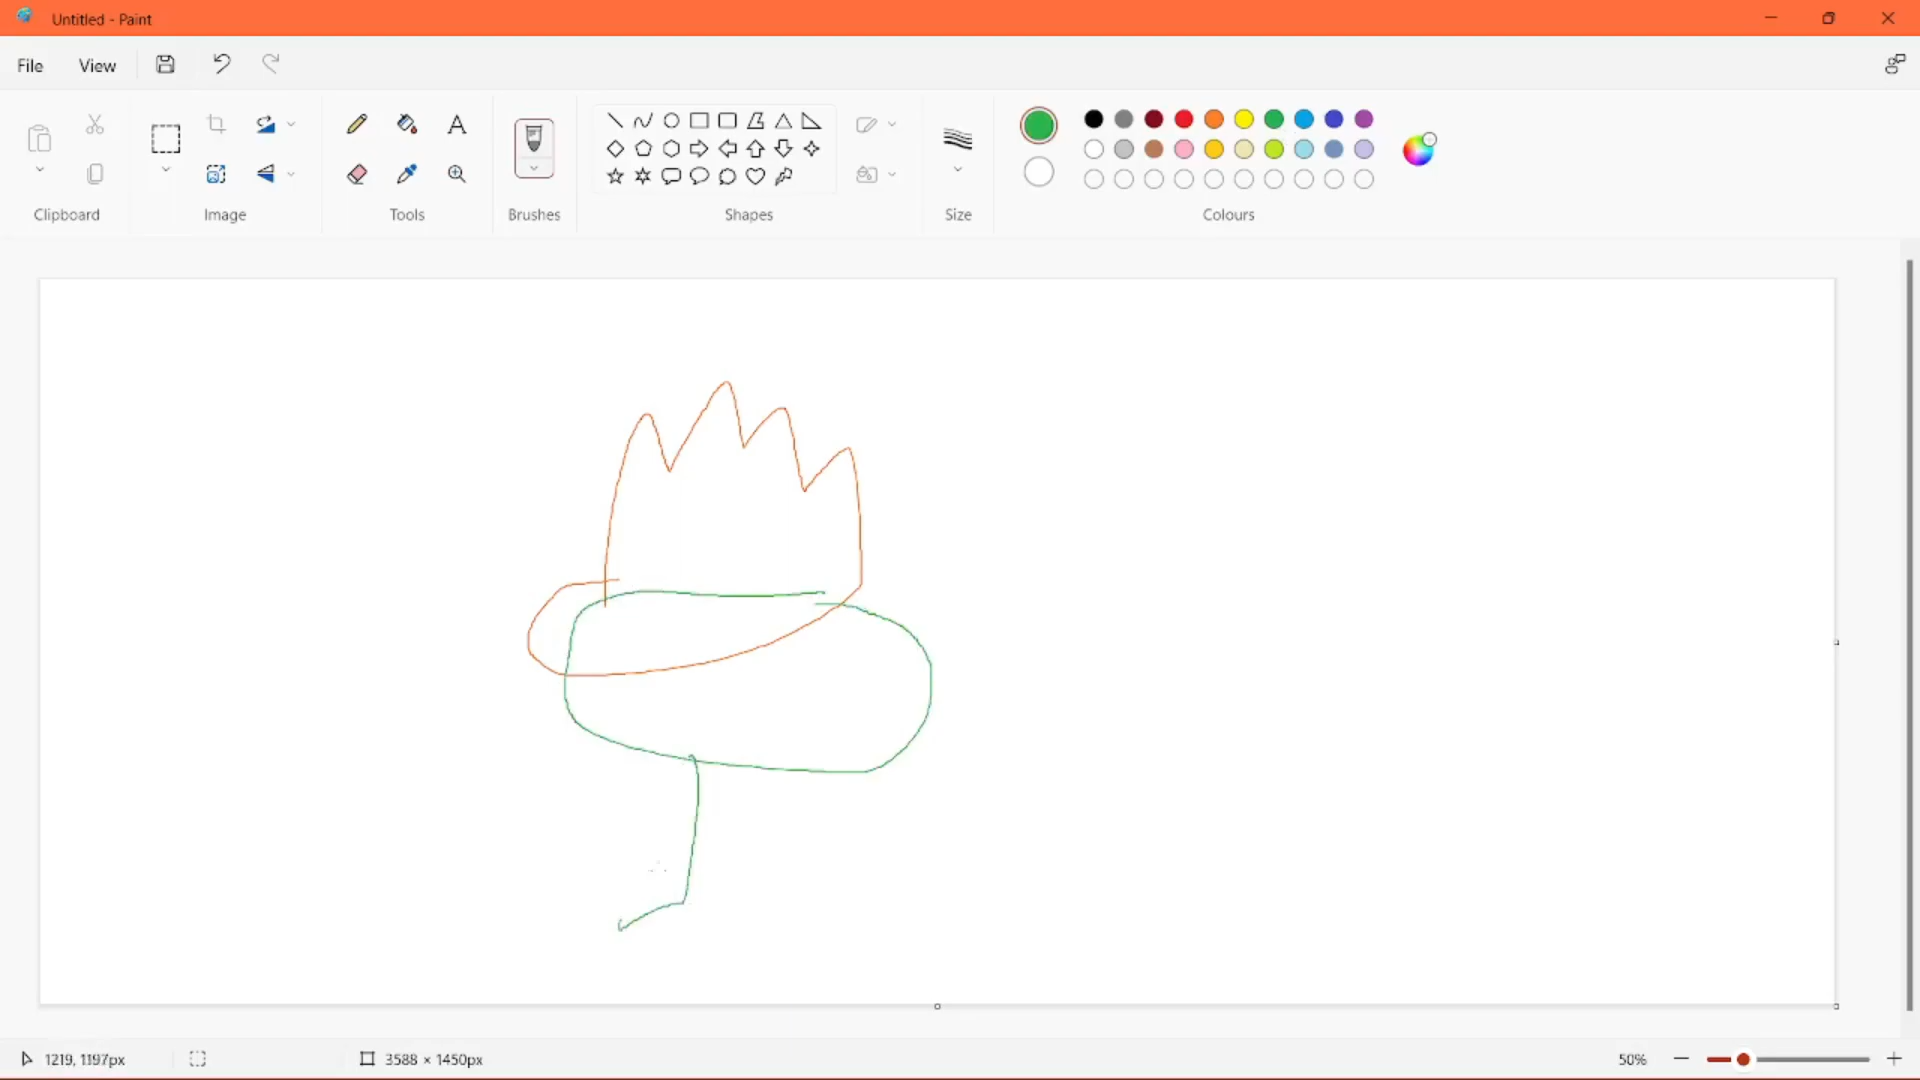 Untitled - Paint
File View
Clipboard Image Tools Brushes Shapes Size Colours
1219, 1197px 3588 × 1450px 50%